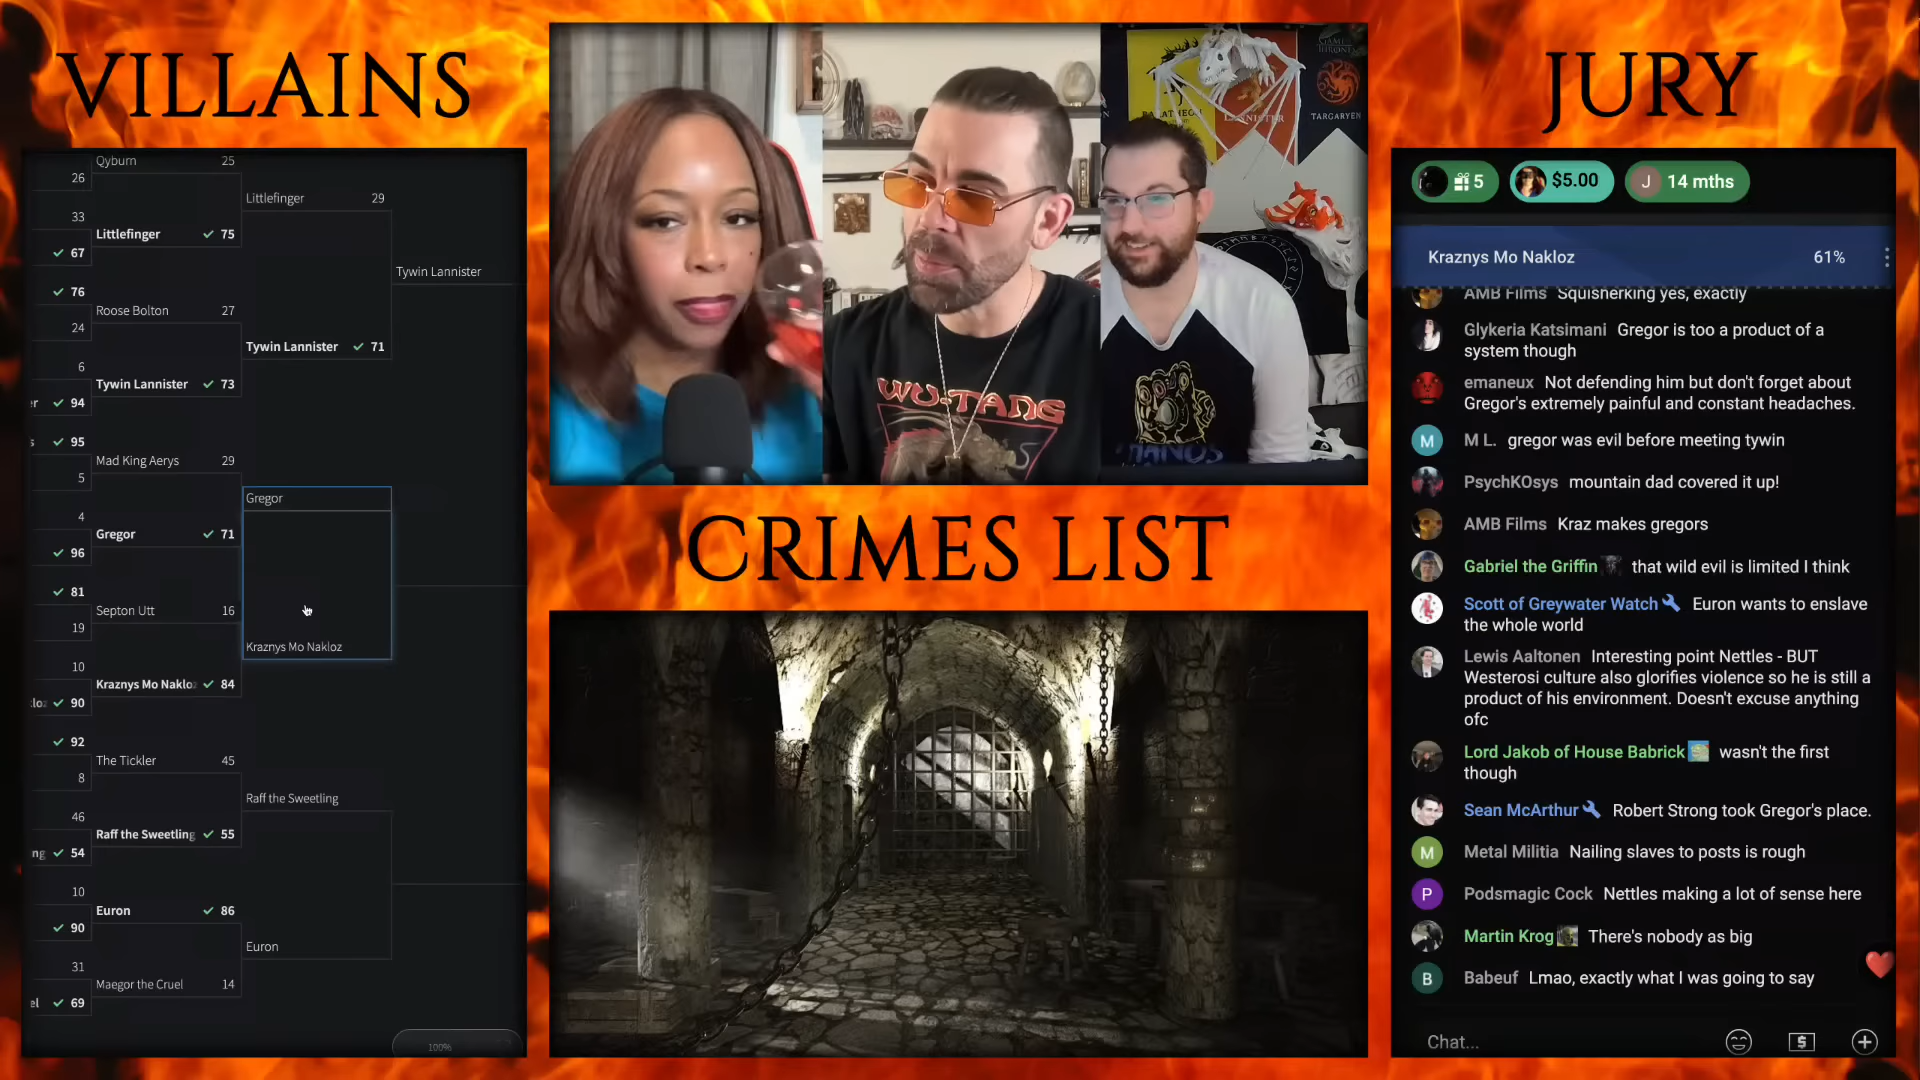 VILLAINS
Qyburn 25
26
Littlefinger 29
33
Littlefinger 75
67
Tywin Lannister
76
Roose Bolton 27
24
Tywin Lannister 71
6
Tywin Lannister 73
er 94
s 95
Mad King Aerys 29
5
Gregor
4
Gregor 71
96
81
Septon Utt 16
19
Kraznys Mo Nakloz
10
Kraznys Mo Nakloz 84
loz 90
92
The Tickler 45
8
Raff the Sweetling
46
Raff the Sweetling 55
ng 54
10
Euron 86
90
Euron
31
Maegor the Cruel 14
el 69
100%
GAME THRONES
BARATHEON
LANNISTER
TARGARYEN
WU-TANG
THANOS
CRIMES LIST
JURY
5
$5.00
J 14 mths
Kraznys Mo Nakloz 61%
AMB Films Squisherking yes, exactly
Glykeria Katsimani Gregor is too a product of a
system though
emaneux Not defending him but don't forget about
Gregor's extremely painful and constant headaches.
M M L. gregor was evil before meeting tywin
PsychKOsys mountain dad covered it up!
AMB Films Kraz makes gregors
Gabriel the Griffin that wild evil is limited I think
Scott of Greywater Watch Euron wants to enslave
the whole world
Lewis Aaltonen Interesting point Nettles - BUT
Westerosi culture also glorifies violence so he is still a
product of his environment. Doesn't excuse anything
ofc
Lord Jakob of House Babrick wasn't the first
though
Sean McArthur Robert Strong took Gregor's place.
M Metal Militia Nailing slaves to posts is rough
P Podsmagic Cock Nettles making a lot of sense here
Martin Krog There's nobody as big
B Babeuf Lmao, exactly what I was going to say
Chat...